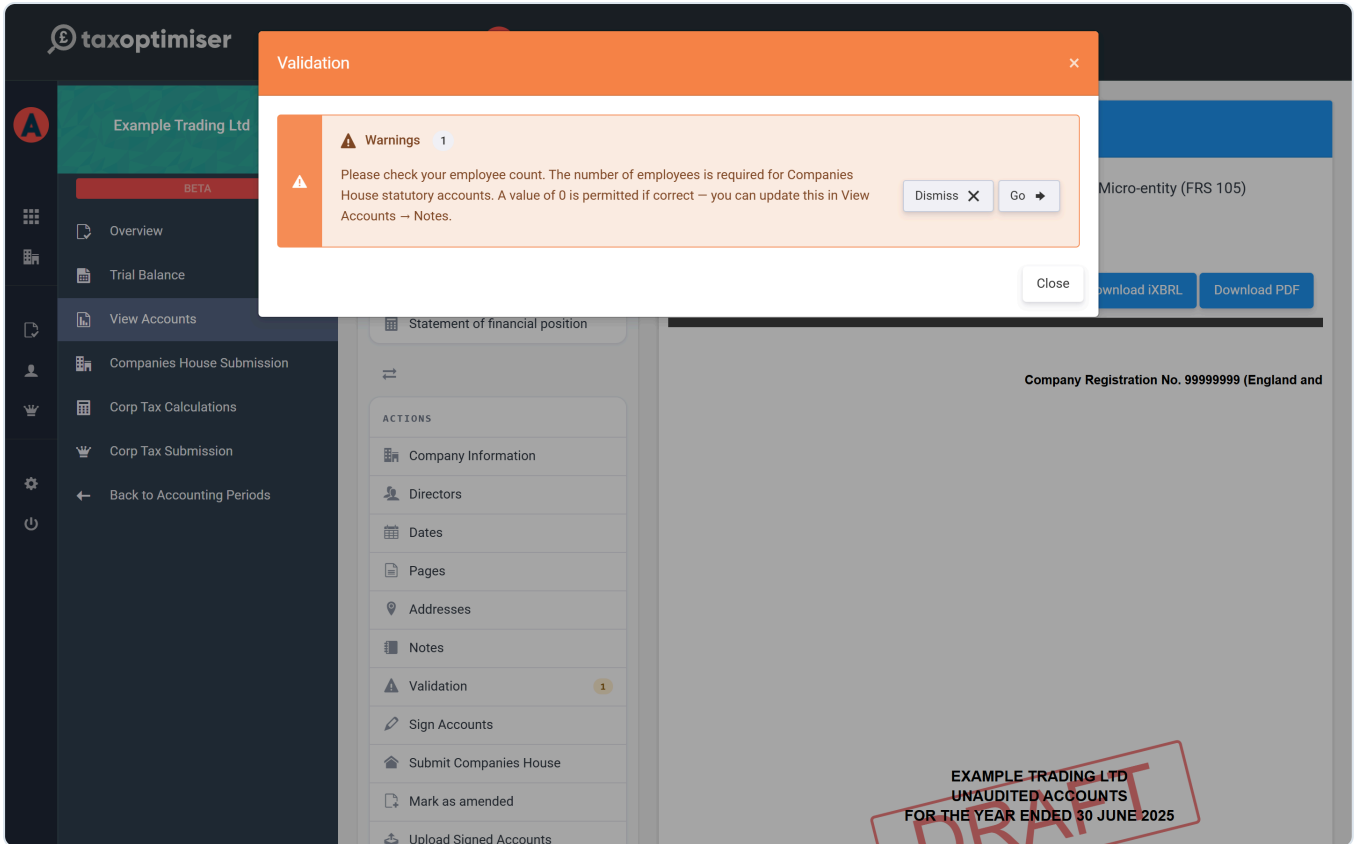 taxoptimiser
Validation
×
Example Trading Ltd
BETA
Overview
Trial Balance
View Accounts
Companies House Submission
Corp Tax Calculations
Corp Tax Submission
Back to Accounting Periods
Warnings 1
Please check your employee count. The number of employees is required for Companies
House statutory accounts. A value of 0 is permitted if correct — you can update this in View
Accounts → Notes.
Dismiss
Go
Close
Micro-entity (FRS 105)
ownload iXBRL
Download PDF
Statement of financial position
ACTIONS
Company Information
Directors
Dates
Pages
Addresses
Notes
Validation 1
Sign Accounts
Submit Companies House
Mark as amended
Upload Signed Accounts
Company Registration No. 99999999 (England and
EXAMPLE TRADING LTD
UNAUDITED ACCOUNTS
FOR THE YEAR ENDED 30 JUNE 2025
DRAFT